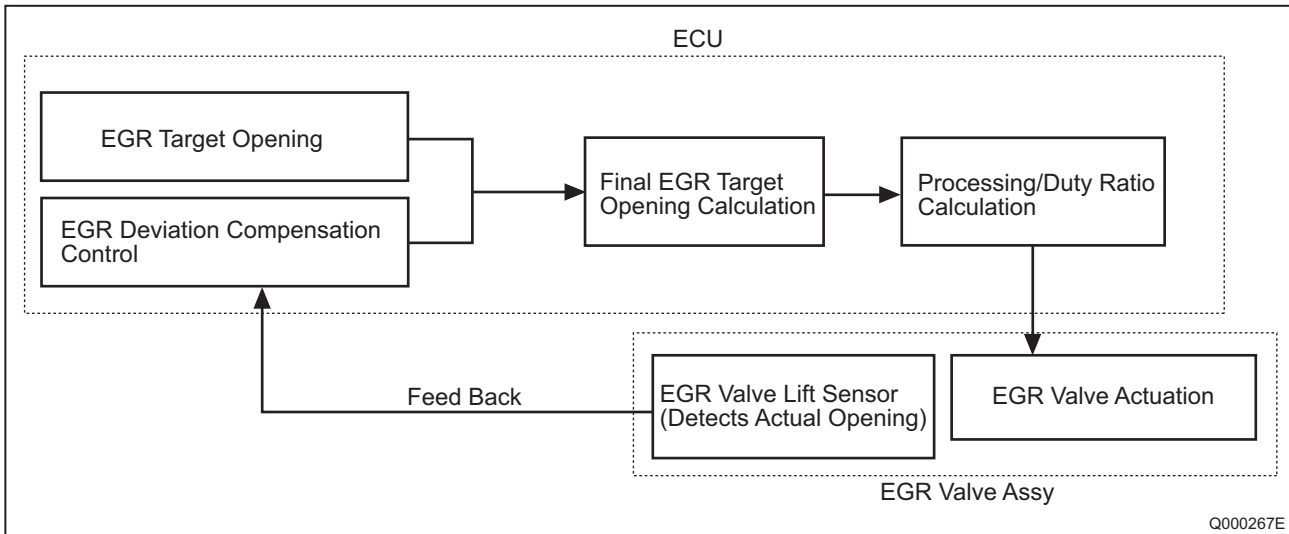 ECU
EGR Target Opening
EGR Deviation Compensation
Control
Final EGR Target
Opening Calculation
Processing/Duty Ratio
Calculation
Feed Back
EGR Valve Lift Sensor
(Detects Actual Opening)
EGR Valve Actuation
EGR Valve Assy
Q000267E